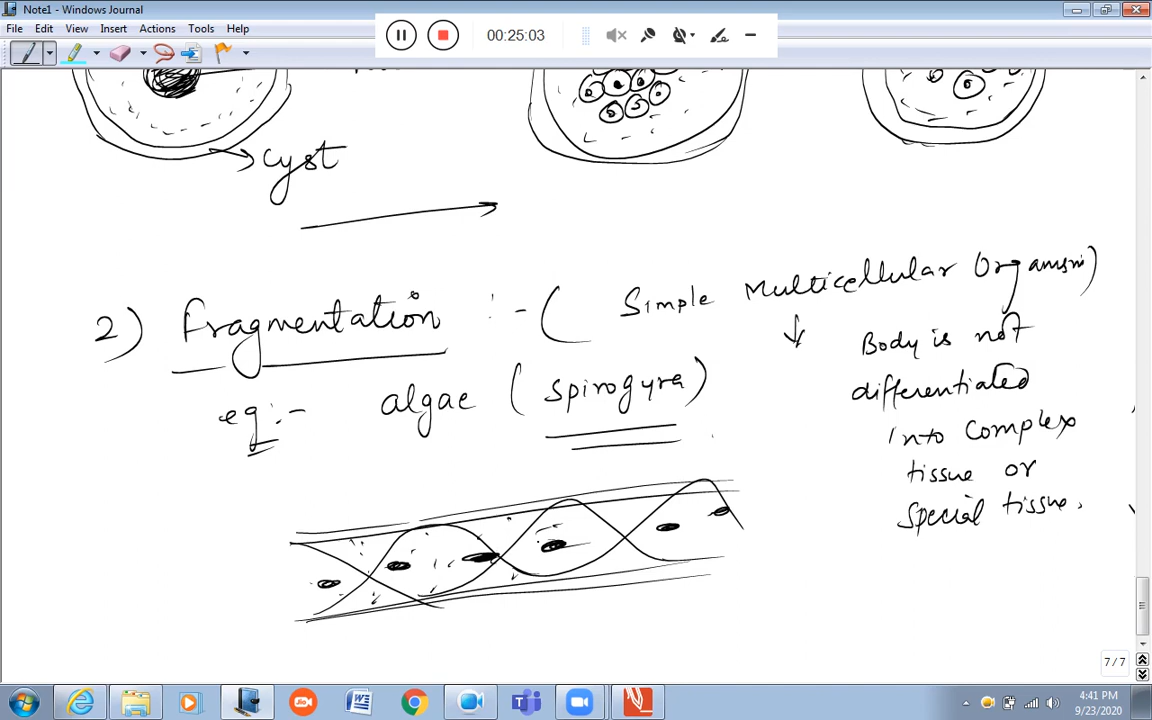 Note1 - Windows Journal
File Edit View Insert Actions Tools Help
00:25:03
cyst
2) Fragmentation :- ( Simple Multicellular Organism)
Body is not
differentiated
into complex
tissue or
special tissue.
eg:- algae (spirogyra)
7/7
4:41 PM
9/23/2020